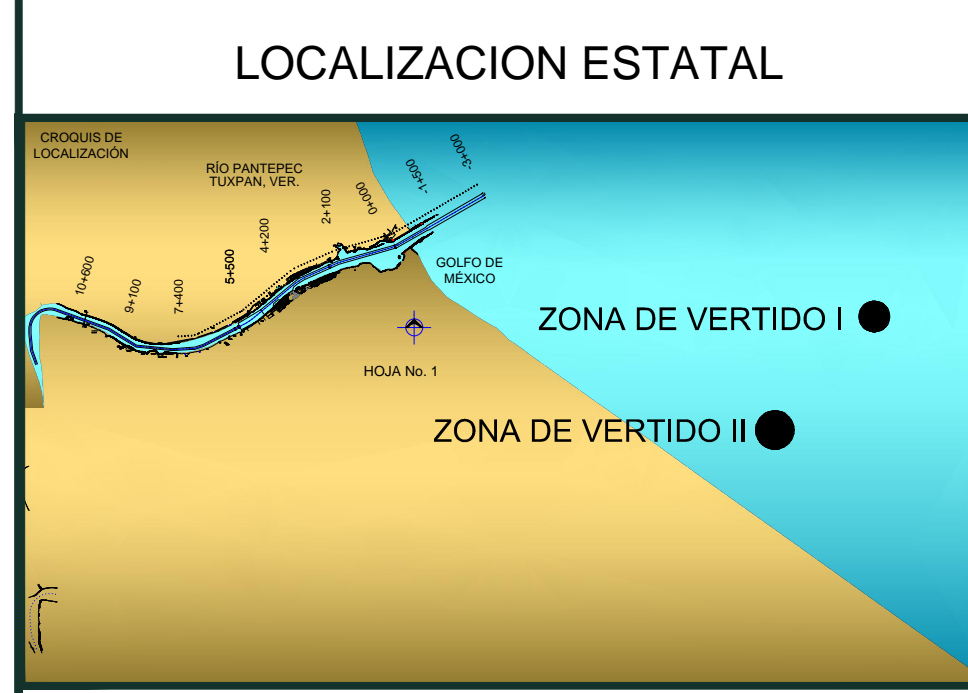 LOCALIZACION ESTATAL
CROQUIS DE
LOCALIZACIÓN
RÍO PANTEPEC
TUXPAN, VER.
-3+000
-1+500
0+000
2+100
4+200
5+500
7+400
9+100
10+600
GOLFO DE
MÉXICO
ZONA DE VERTIDO I
HOJA No. 1
ZONA DE VERTIDO II